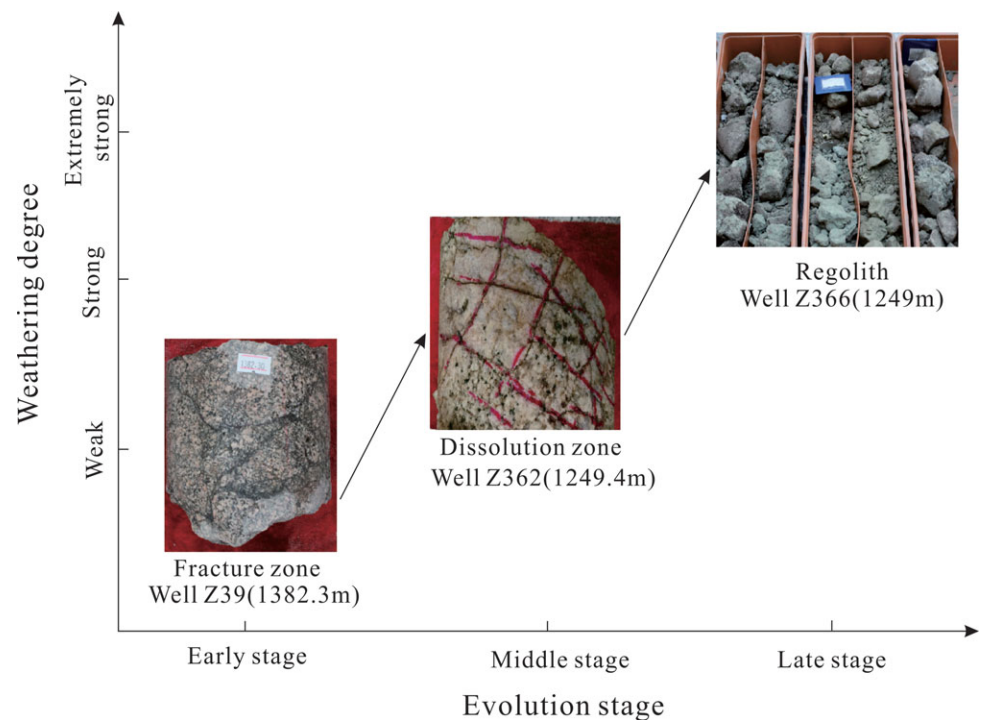 Weathering degree
Extremely
strong
Strong
Weak
Regolith
Well Z366(1249m)
Dissolution zone
Well Z362(1249.4m)
Fracture zone
Well Z39(1382.3m)
Early stage
Middle stage
Late stage
Evolution stage